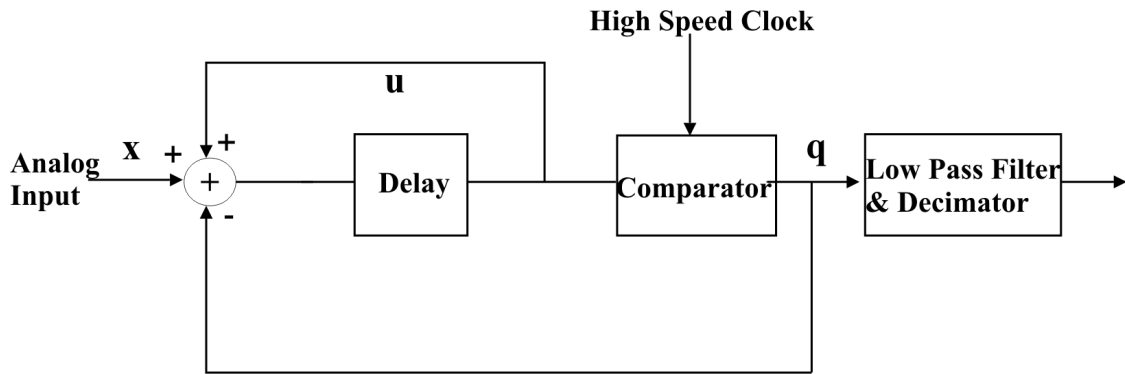 High Speed Clock
u
x
+
+
Analog
Input
+
-
Delay
Comparator
q
Low Pass Filter
& Decimator